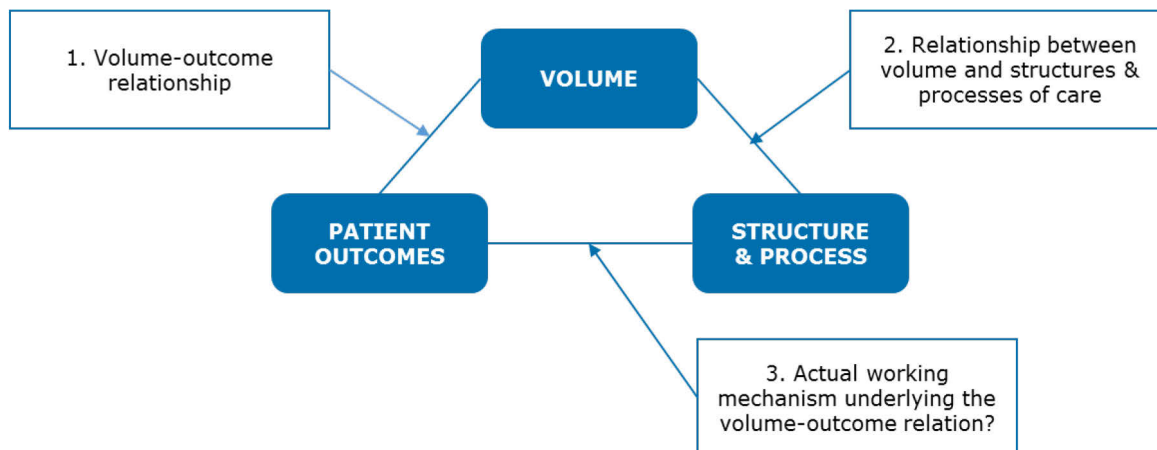 1. Volume-outcome
relationship
VOLUME
2. Relationship between
volume and structures &
processes of care
PATIENT
OUTCOMES
STRUCTURE
& PROCESS
3. Actual working
mechanism underlying the
volume-outcome relation?